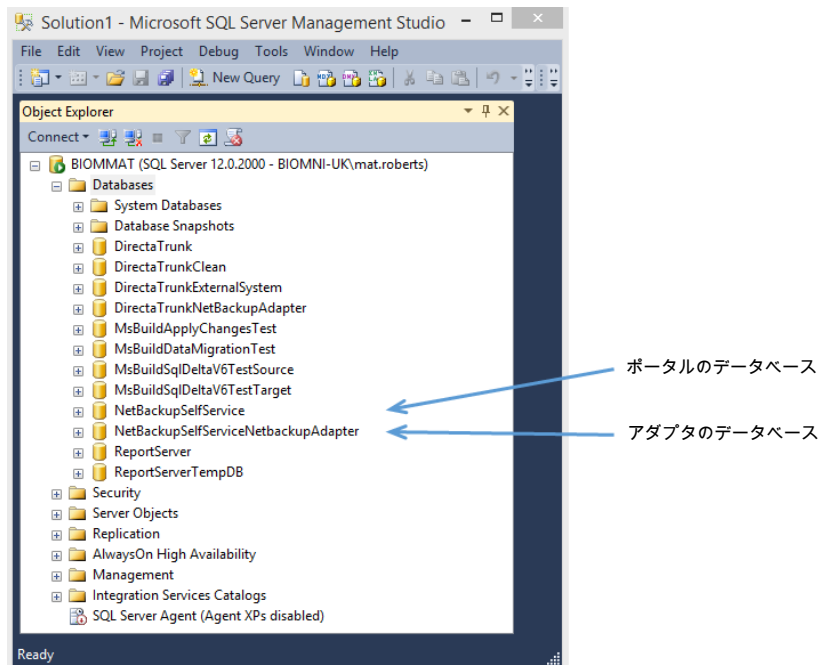 Solution1 - Microsoft SQL Server Management Studio
File Edit View Project Debug Tools Window Help
New Query
Object Explorer
Connect
BIOMMAT (SQL Server 12.0.2000 - BIOMNI-UK\mat.roberts)
Databases
System Databases
Database Snapshots
DirectaTrunk
DirectaTrunkClean
DirectaTrunkExternalSystem
DirectaTrunkNetBackupAdapter
MsBuildApplyChangesTest
MsBuildDataMigrationTest
MsBuildSqlDeltaV6TestSource
MsBuildSqlDeltaV6TestTarget
ポータルのデータベース
NetBackupSelfService
NetBackupSelfServiceNetbackupAdapter
アダプタのデータベース
ReportServer
ReportServerTempDB
Security
Server Objects
Replication
AlwaysOn High Availability
Management
Integration Services Catalogs
SQL Server Agent (Agent XPs disabled)
Ready